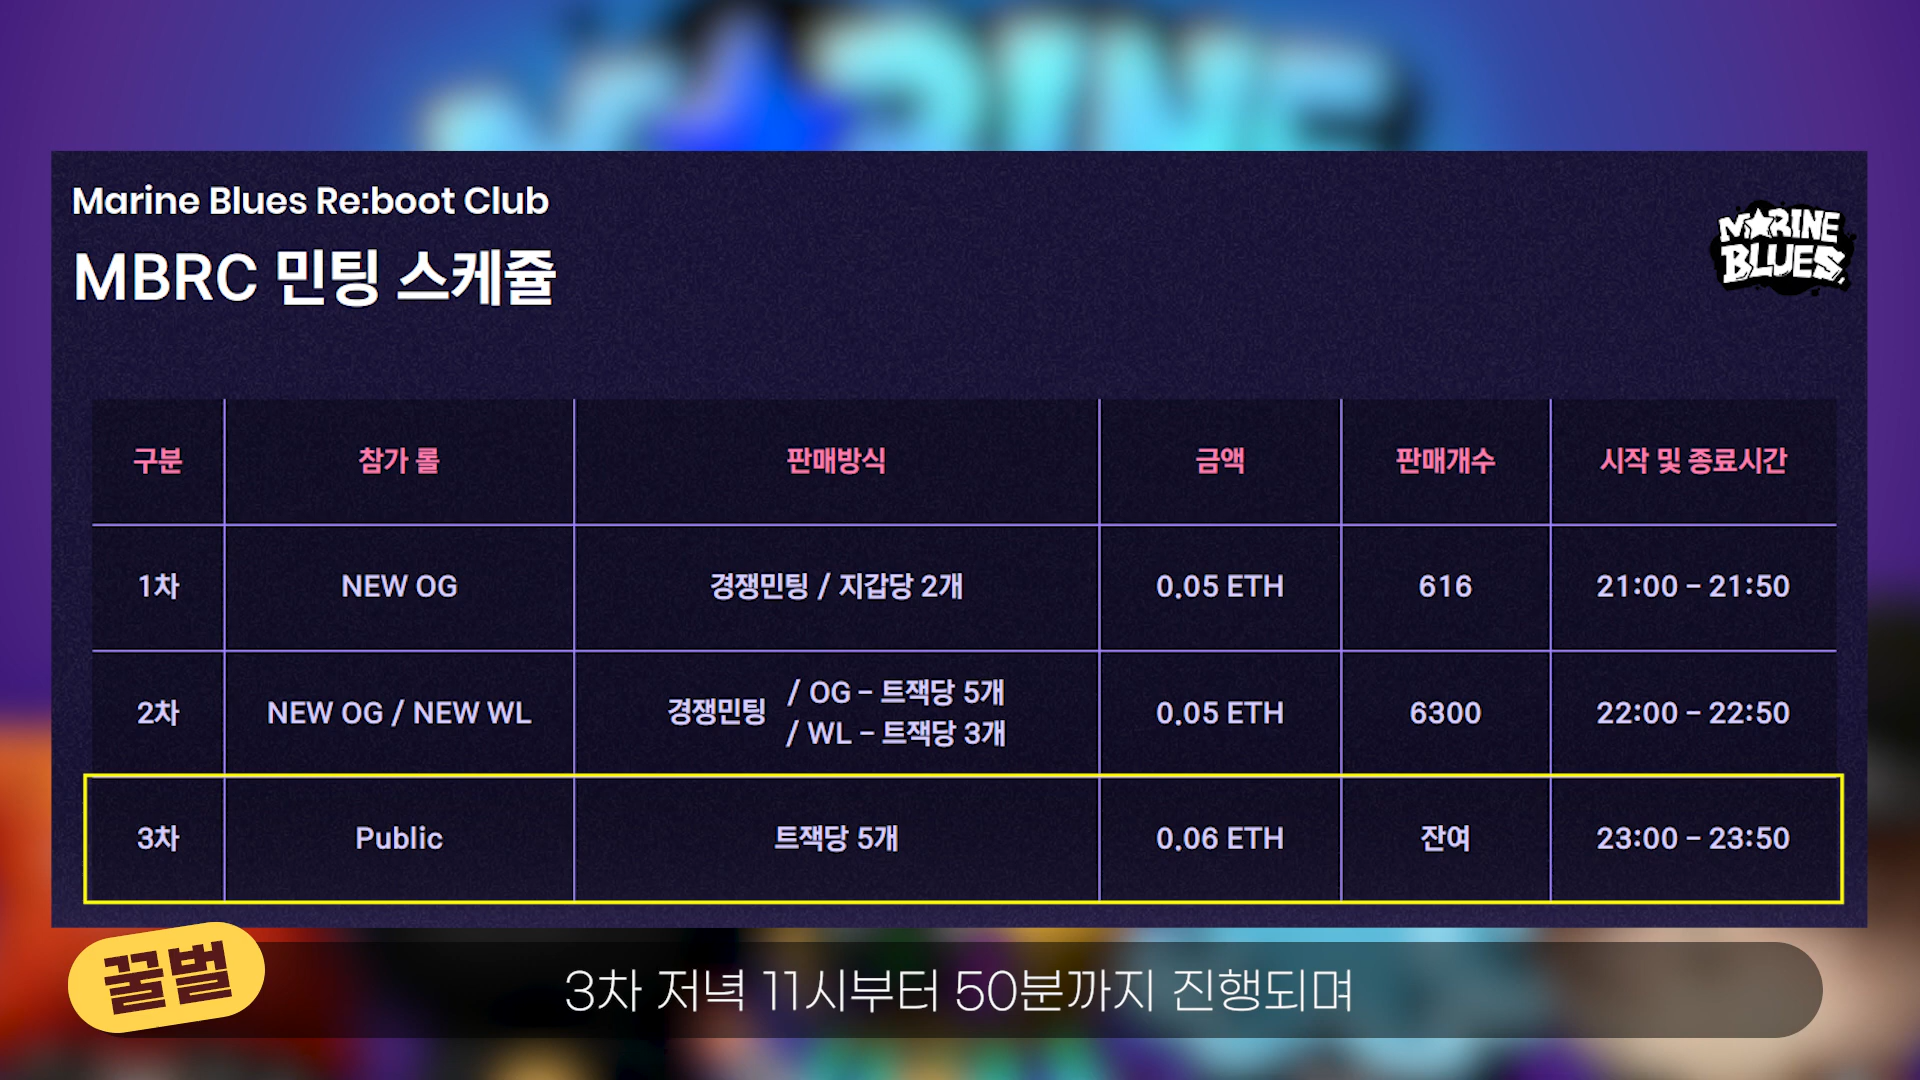 MARINE
Marine Blues Re:boot Club
MBRC 민팅 스케쥴
MARINE
BLUES
구분 참가 롤 판매방식 금액 판매개수 시작 및 종료시간
1차 NEW OG 경쟁민팅 / 지갑당 2개 0.05 ETH 616 21:00 – 21:50
2차 NEW OG / NEW WL 경쟁민팅 / OG – 트잭당 5개 / WL – 트잭당 3개 0.05 ETH 6300 22:00 – 22:50
3차 Public 트잭당 5개 0.06 ETH 잔여 23:00 – 23:50
꿀벌
3차 저녁 11시부터 50분까지 진행되며